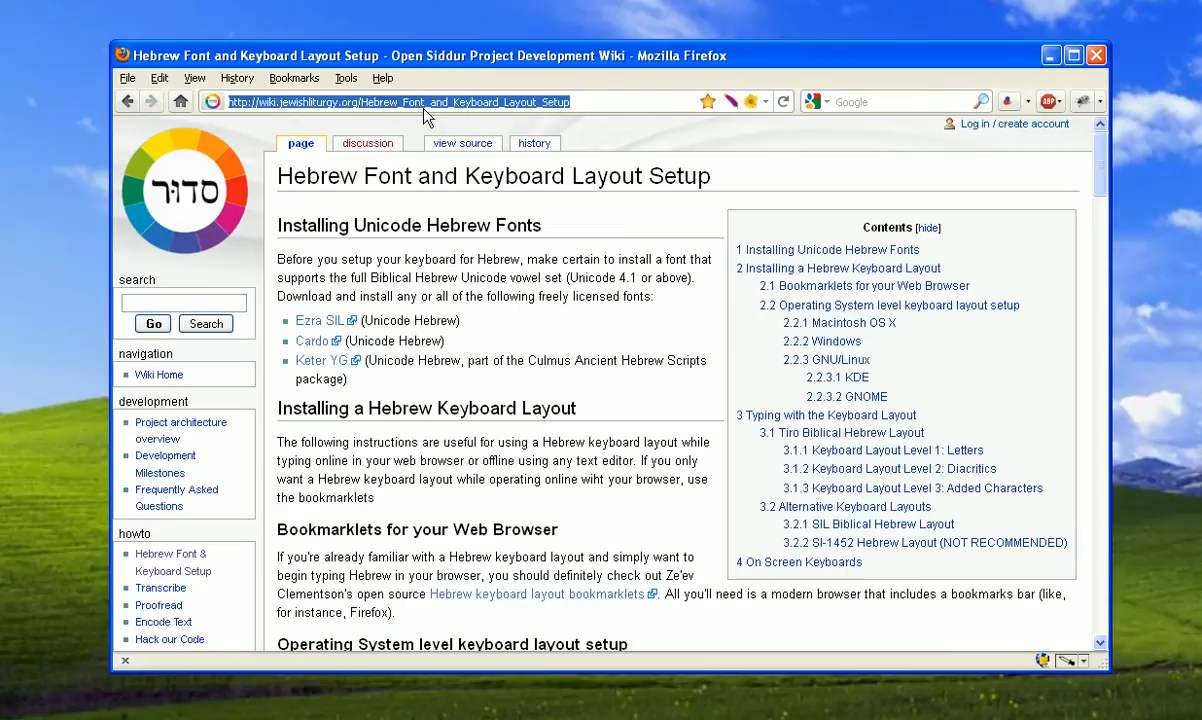 Hebrew Font and Keyboard Layout Setup - Open Siddur Project Development Wiki - Mozilla Firefox
File Edit View History Bookmarks Tools Help
http://wiki.jewishliturgy.org/Hebrew_Font_and_Keyboard_Layout_Setup
Google
ABP
Log in / create account
page discussion view source history
סדור
search
Go Search
navigation
Wiki Home
development
Project architecture
overview
Development
Milestones
Frequently Asked
Questions
howto
Hebrew Font &
Keyboard Setup
Transcribe
Proofread
Encode Text
Hack our Code
Hebrew Font and Keyboard Layout Setup
Installing Unicode Hebrew Fonts
Before you setup your keyboard for Hebrew, make certain to install a font that
supports the full Biblical Hebrew Unicode vowel set (Unicode 4.1 or above).
Download and install any or all of the following freely licensed fonts:
Ezra SIL (Unicode Hebrew)
Cardo (Unicode Hebrew)
Keter YG (Unicode Hebrew, part of the Culmus Ancient Hebrew Scripts
package)
Installing a Hebrew Keyboard Layout
The following instructions are useful for using a Hebrew keyboard layout while
typing online in your web browser or offline using any text editor. If you only
want a Hebrew keyboard layout while operating online wiht your browser, use
the bookmarklets
Bookmarklets for your Web Browser
If you're already familiar with a Hebrew keyboard layout and simply want to
begin typing Hebrew in your browser, you should definitely check out Ze'ev
Clementson's open source Hebrew keyboard layout bookmarklets. All you'll need is a modern browser that includes a bookmarks bar (like,
for instance, Firefox).
Operating System level keyboard layout setup
Contents [hide]
1 Installing Unicode Hebrew Fonts
2 Installing a Hebrew Keyboard Layout
2.1 Bookmarklets for your Web Browser
2.2 Operating System level keyboard layout setup
2.2.1 Macintosh OS X
2.2.2 Windows
2.2.3 GNU/Linux
2.2.3.1 KDE
2.2.3.2 GNOME
3 Typing with the Keyboard Layout
3.1 Tiro Biblical Hebrew Layout
3.1.1 Keyboard Layout Level 1: Letters
3.1.2 Keyboard Layout Level 2: Diacritics
3.1.3 Keyboard Layout Level 3: Added Characters
3.2 Alternative Keyboard Layouts
3.2.1 SIL Biblical Hebrew Layout
3.2.2 SI-1452 Hebrew Layout (NOT RECOMMENDED)
4 On Screen Keyboards